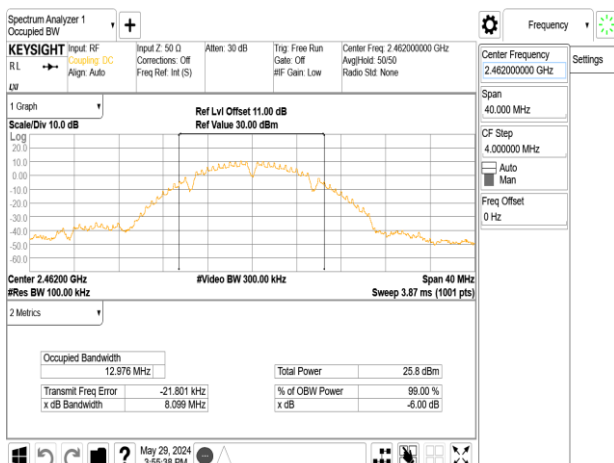 Spectrum Analyzer 1
Occupied BW
+
Frequency
KEYSIGHT
RL
Input: RF
Coupling: DC
Align: Auto
Input Z: 50 Ω
Corrections: Off
Freq Ref: Int (S)
Atten: 30 dB
Trig: Free Run
Gate: Off
#IF Gain: Low
Center Freq: 2.462000000 GHz
Avg|Hold: 50/50
Radio Std: None
Center Frequency
2.462000000 GHz
Settings
Span
40.000 MHz
CF Step
4.000000 MHz
Auto
Man
Freq Offset
0 Hz
1 Graph
Scale/Div 10.0 dB
Ref Lvl Offset 11.00 dB
Ref Value 30.00 dBm
Log
20.0
10.0
0.00
-10.0
-20.0
-30.0
-40.0
-50.0
-60.0
Center 2.46200 GHz
#Video BW 300.00 kHz
Span 40 MHz
#Res BW 100.00 kHz
Sweep 3.87 ms (1001 pts)
2 Metrics
Occupied Bandwidth
12.976 MHz
Total Power 25.8 dBm
Transmit Freq Error -21.801 kHz
% of OBW Power 99.00 %
x dB Bandwidth 8.099 MHz
x dB -6.00 dB
?
May 29, 2024
3:55:38 PM